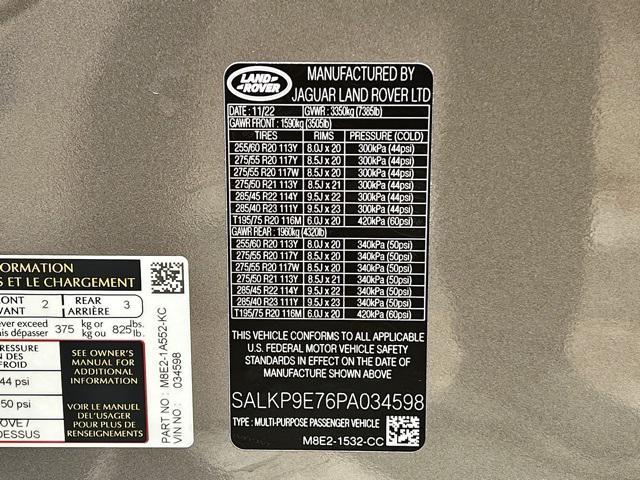 LAND
ROVER
MANUFACTURED BY
JAGUAR LAND ROVER LTD
DATE : 11/22 GVWR : 3350kg (7385lb)
GAWR FRONT : 1590kg (3505lb)
TIRES RIMS PRESSURE (COLD)
255/60 R20 113Y 8.0J x 20 300kPa (44psi)
275/55 R20 117Y 8.5J x 20 300kPa (44psi)
275/55 R20 117W 8.5J x 20 300kPa (44psi)
275/50 R21 113Y 8.5J x 21 300kPa (44psi)
285/45 R22 114Y 9.5J x 22 300kPa (44psi)
285/40 R23 111Y 9.5J x 23 300kPa (44psi)
T195/75 R20 116M 6.0J x 20 420kPa (60psi)
GAWR REAR : 1960kg (4320lb)
255/60 R20 113Y 8.0J x 20 340kPa (50psi)
275/55 R20 117Y 8.5J x 20 340kPa (50psi)
275/55 R20 117W 8.5J x 20 340kPa (50psi)
275/50 R21 113Y 8.5J x 21 340kPa (50psi)
285/45 R22 114Y 9.5J x 22 340kPa (50psi)
285/40 R23 111Y 9.5J x 23 340kPa (50psi)
T195/75 R20 116M 6.0J x 20 420kPa (60psi)
THIS VEHICLE CONFORMS TO ALL APPLICABLE
U.S. FEDERAL MOTOR VEHICLE SAFETY
STANDARDS IN EFFECT ON THE DATE OF
MANUFACTURE SHOWN ABOVE.
SALKP9E76PA034598
TYPE : MULTI-PURPOSE PASSENGER VEHICLE
M8E2-1532-CC
FORMATION
S ET LE CHARGEMENT
RONT 2 REAR 3
VANT ARRIÈRE
ever exceed 375 kg or 825 lbs.
is dépasser kg ou lb.
PRESSURE
ON DES
FROID
44 psi
50 psi
OVE7
DESSUS
SEE OWNER'S
MANUAL FOR
ADDITIONAL
INFORMATION
VOIR LE MANUEL
DEL'USAGER
POUR PLUS DE
RENSEIGNEMENTS
PART NO : M8E2-1A552-KC
VIN NO : 034598